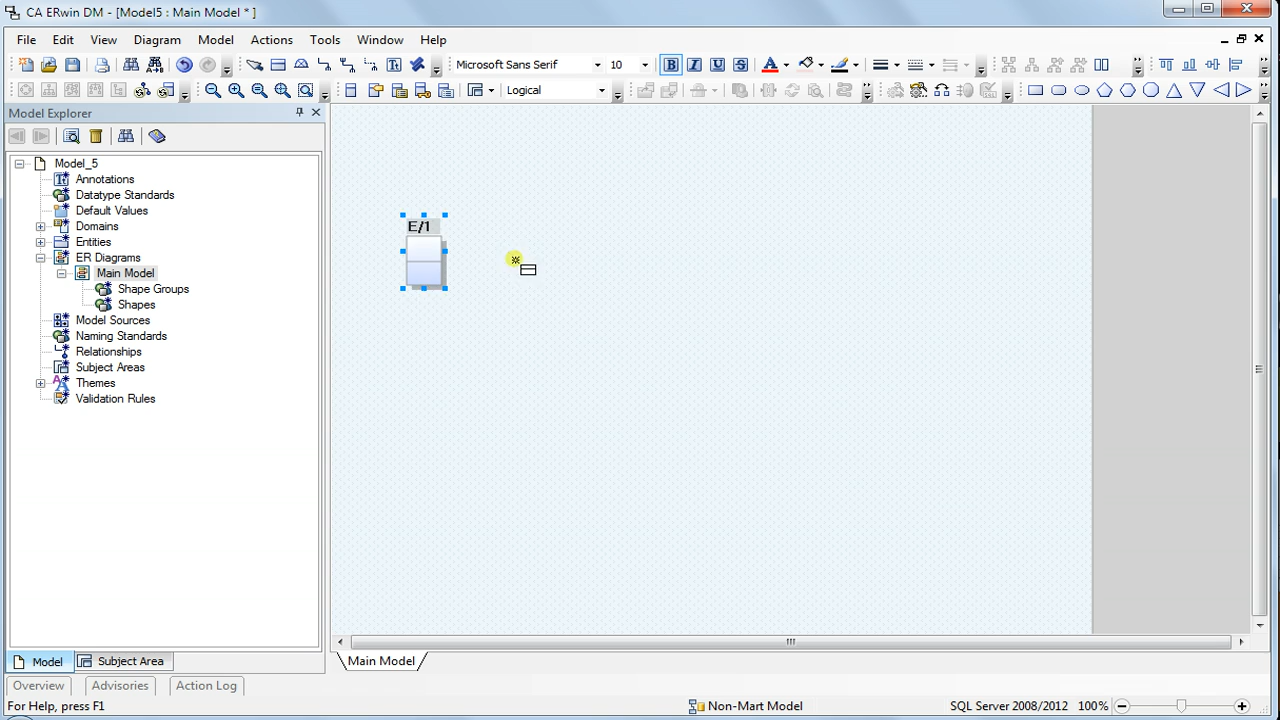 CA ERwin DM - [Model5 : Main Model * ]
File Edit View Diagram Model Actions Tools Window Help
Microsoft Sans Serif 10 B I U S A
Logical
Model Explorer
Model_5
Annotations
Datatype Standards
Default Values
Domains
Entities
ER Diagrams
Main Model
Shape Groups
Shapes
Model Sources
Naming Standards
Relationships
Subject Areas
Themes
Validation Rules
E/1
Model Subject Area
Main Model
Overview Advisories Action Log
For Help, press F1 Non-Mart Model SQL Server 2008/2012 100%